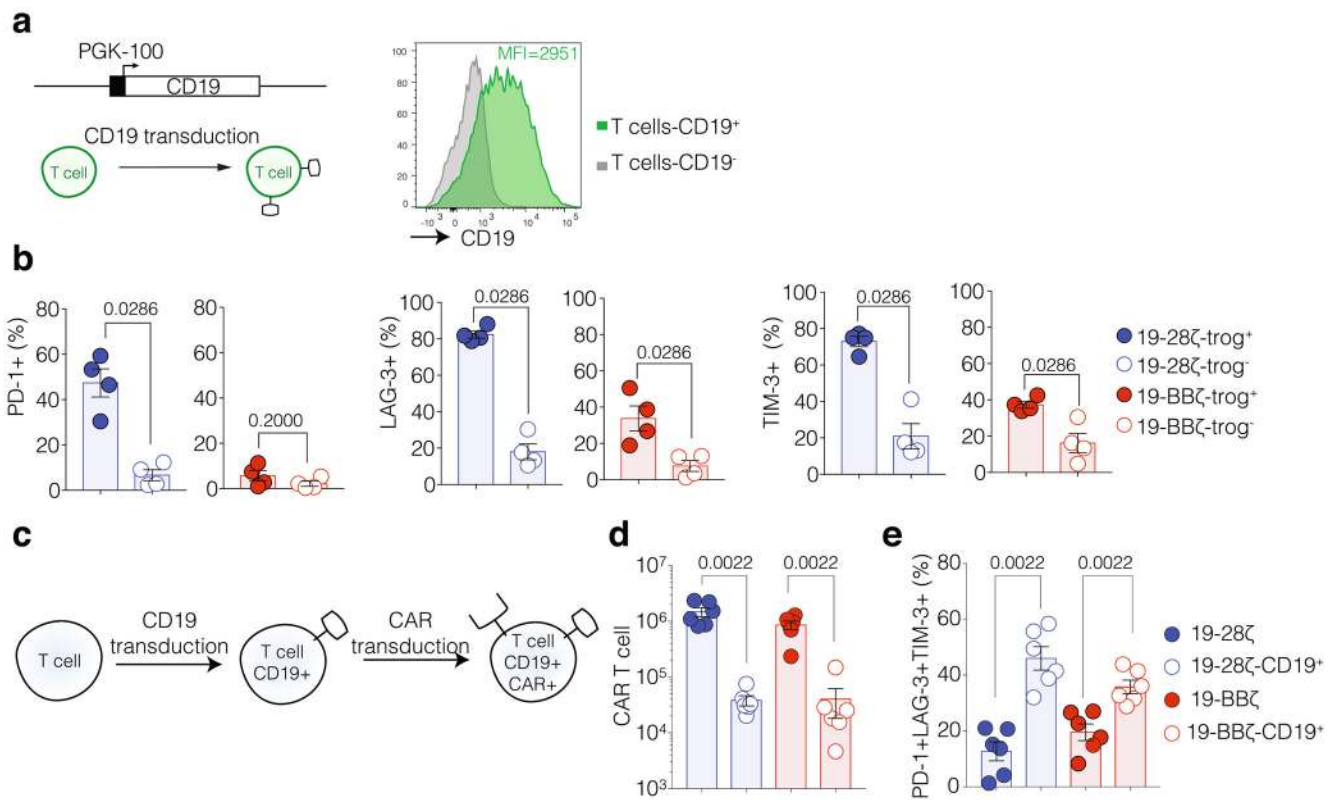 a
PGK-100
CD19
CD19 transduction
T cell
T cell
MFI=2951
100
80
60
40
20
0
-10³ 0 10³ 10⁴ 10⁵
CD19
T cells-CD19⁺
T cells-CD19⁻
b
PD-1+ (%)
80
60
40
20
0
0.0286
80
60
40
20
0
0.2000
LAG-3+ (%)
100
80
60
40
20
0
0.0286
100
80
60
40
20
0
0.0286
TIM-3+ (%)
100
80
60
40
20
0
0.0286
100
80
60
40
20
0
0.0286
19-28ζ-trog⁺
19-28ζ-trog⁻
19-BBζ-trog⁺
19-BBζ-trog⁻
c
T cell
CD19
transduction
T cell
CD19+
CAR
transduction
T cell
CD19+
CAR+
d
CAR T cell
10⁷
10⁶
10⁵
10⁴
10³
0.0022
0.0022
e
PD-1+LAG-3+TIM-3+ (%)
80
60
40
20
0
0.0022
0.0022
19-28ζ
19-28ζ-CD19⁺
19-BBζ
19-BBζ-CD19⁺